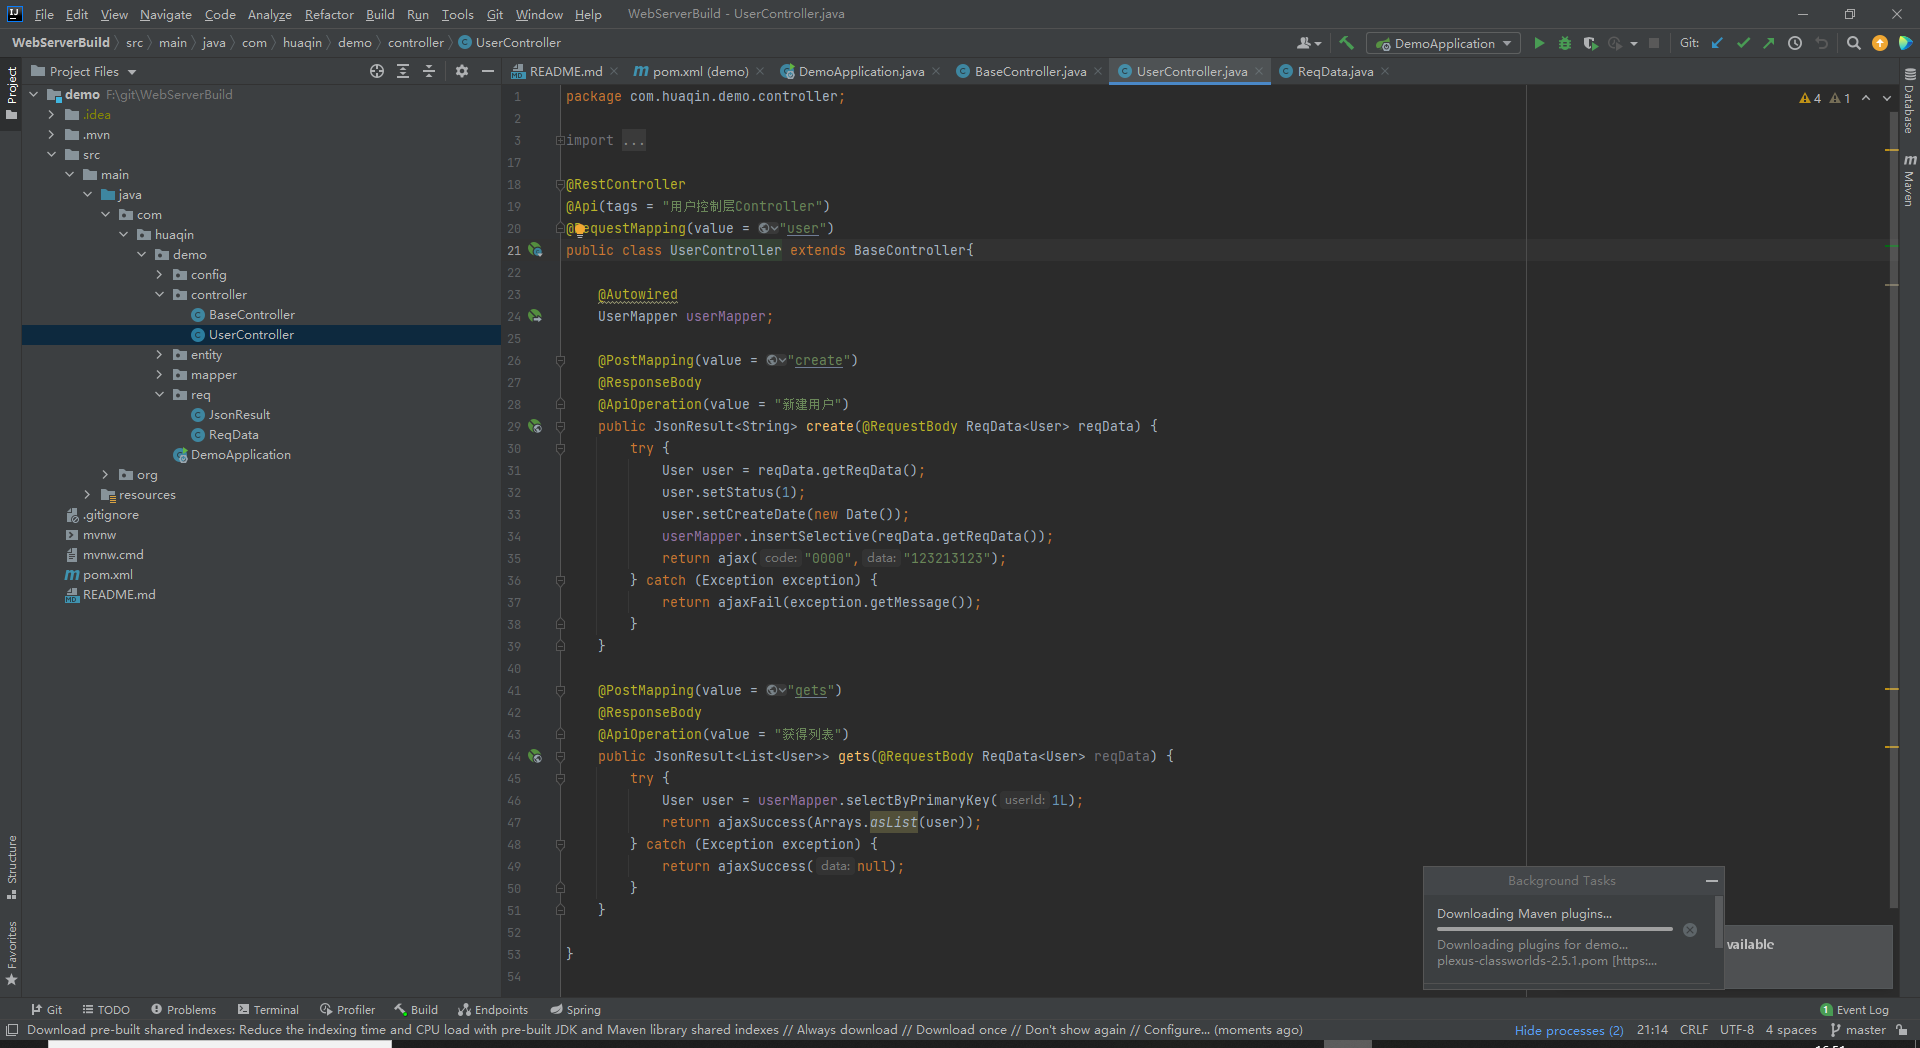 File Edit View Navigate Code Analyze Refactor Build Run Tools Git Window Help WebServerBuild - UserController.java
WebServerBuild src main java com huaqin demo controller UserController
DemoApplication Git:
Project Files
README.md pom.xml (demo) DemoApplication.java BaseController.java UserController.java ReqData.java
Project
demo F:\git\WebServerBuild
.idea
.mvn
src
main
java
com
huaqin
demo
config
controller
BaseController
UserController
entity
mapper
req
JsonResult
ReqData
DemoApplication
org
resources
.gitignore
mvnw
mvnw.cmd
pom.xml
README.md
Structure
Favorites
4 1
1 package com.huaqin.demo.controller;
2
3 import ...
17
18 @RestController
19 @Api(tags = "用户控制层Controller")
20 @RequestMapping(value = "user")
21 public class UserController extends BaseController{
22
23 @Autowired
24 UserMapper userMapper;
25
26 @PostMapping(value = "create")
27 @ResponseBody
28 @ApiOperation(value = "新建用户")
29 public JsonResult<String> create(@RequestBody ReqData<User> reqData) {
30 try {
31 User user = reqData.getReqData();
32 user.setStatus(1);
33 user.setCreateDate(new Date());
34 userMapper.insertSelective(reqData.getReqData());
35 return ajax( code: "0000", data: "123213123");
36 } catch (Exception exception) {
37 return ajaxFail(exception.getMessage());
38 }
39 }
40
41 @PostMapping(value = "gets")
42 @ResponseBody
43 @ApiOperation(value = "获得列表")
44 public JsonResult<List<User>> gets(@RequestBody ReqData<User> reqData) {
45 try {
46 User user = userMapper.selectByPrimaryKey( userId: 1L);
47 return ajaxSuccess(Arrays.asList(user));
48 } catch (Exception exception) {
49 return ajaxSuccess( data: null);
50 }
51 }
52
53 }
54
Database
Maven
Background Tasks
Downloading Maven plugins...
Downloading plugins for demo...
plexus-classworlds-2.5.1.pom [https:...
vailable
Git TODO Problems Terminal Profiler Build Endpoints Spring 1 Event Log
Download pre-built shared indexes: Reduce the indexing time and CPU load with pre-built JDK and Maven library shared indexes // Always download // Download once // Don't show again // Configure... (moments ago) Hide processes (2) 21:14 CRLF UTF-8 4 spaces master